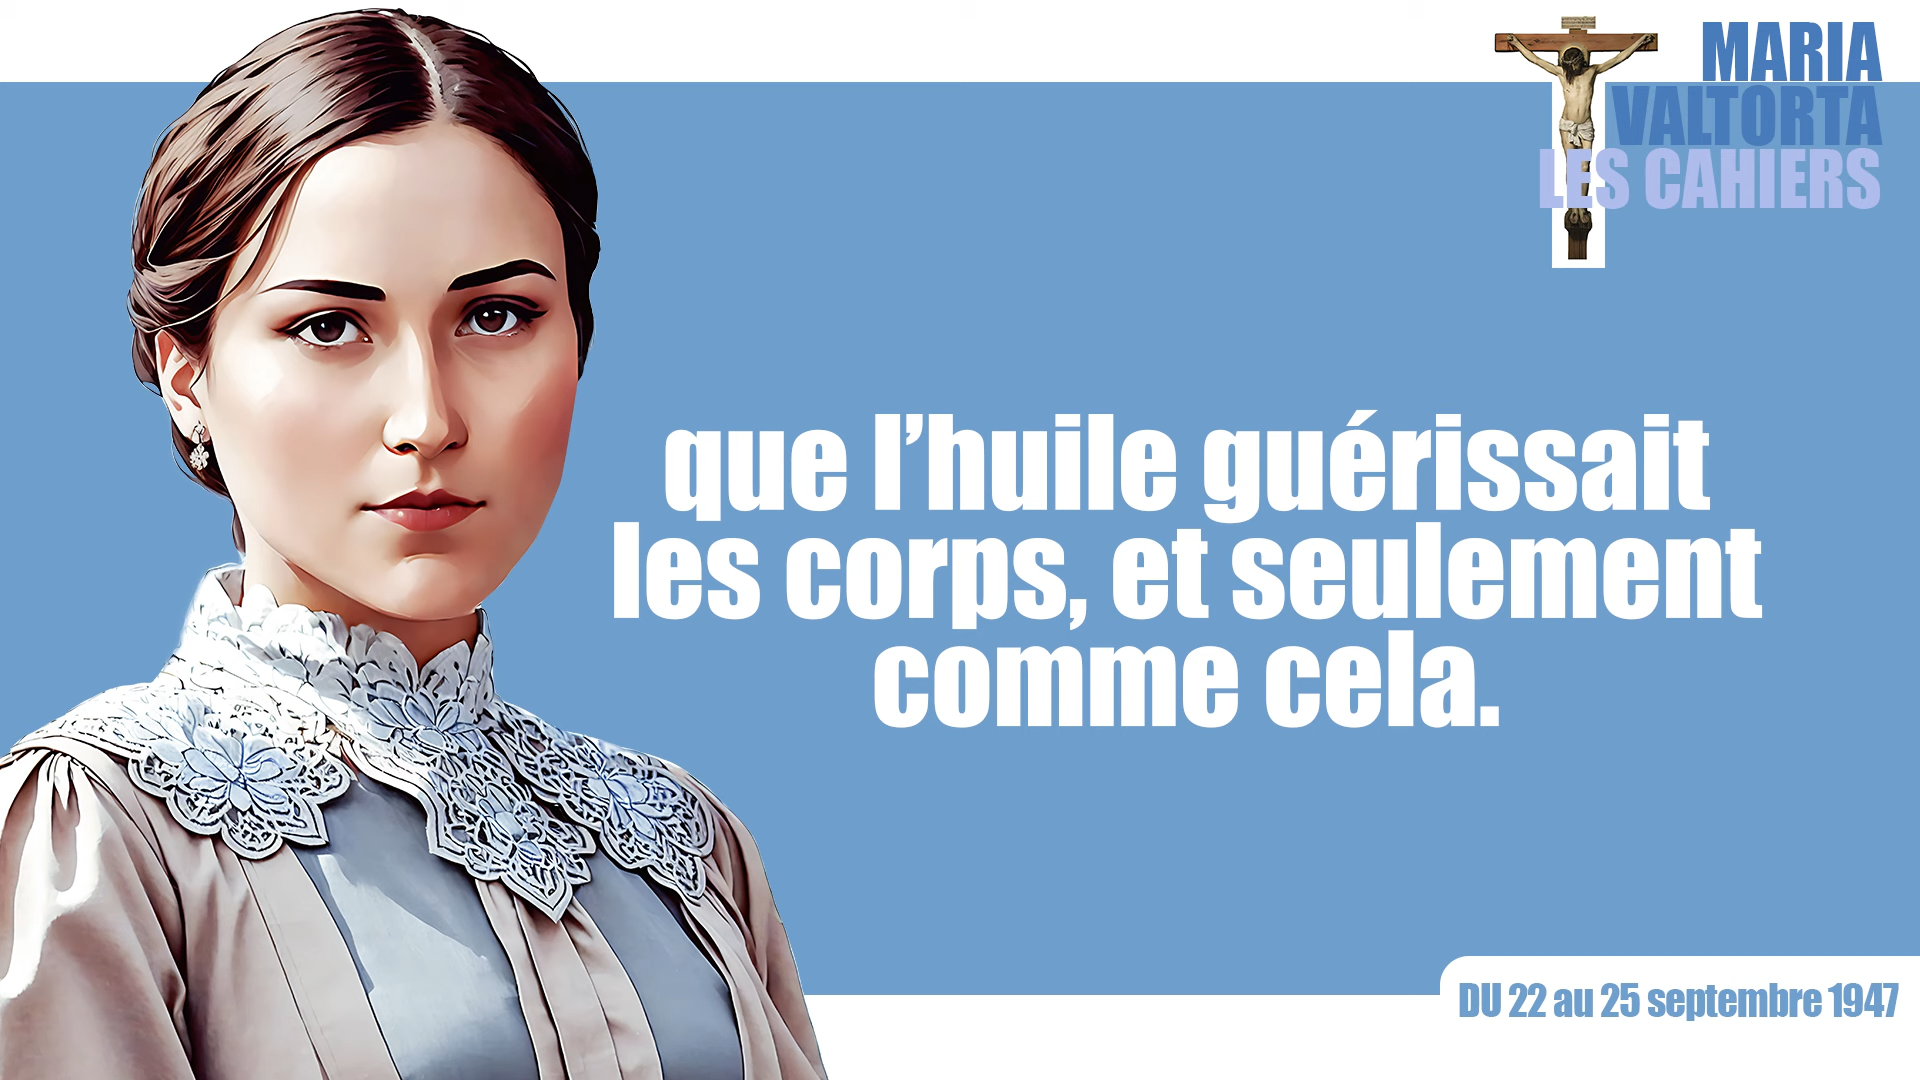 MARIA
VALTORTA
LES CAHIERS
que l’huile guérissait
les corps, et seulement
comme cela.
DU 22 au 25 septembre 1947